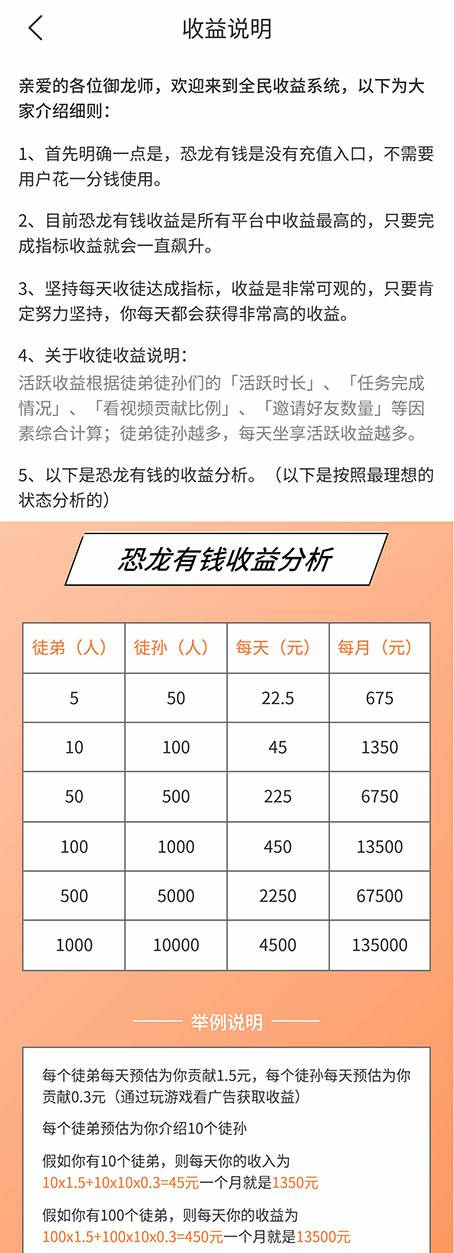 收益说明
亲爱的各位御龙师，欢迎来到全民收益系统，以下为大
家介绍细则：
1、首先明确一点是，恐龙有钱是没有充值入口，不需要
用户花一分钱使用。
2、目前恐龙有钱收益是所有平台中收益最高的，只要完
成指标收益就会一直飙升。
3、坚持每天收徒达成指标，收益是非常可观的，只要肯
定努力坚持，你每天都会获得非常高的收益。
4、关于收徒收益说明：
活跃收益根据徒弟徒孙们的「活跃时长」、「任务完成
情况」、「看视频贡献比例」、「邀请好友数量」等因
素综合计算；徒弟徒孙越多，每天坐享活跃收益越多。
5、以下是恐龙有钱的收益分析。（以下是按照最理想的
状态分析的）
恐龙有钱收益分析
徒弟（人） 徒孙（人） 每天（元） 每月（元）
5 50 22.5 675
10 100 45 1350
50 500 225 6750
100 1000 450 13500
500 5000 2250 67500
1000 10000 4500 135000
举例说明
每个徒弟每天预估为你贡献1.5元，每个徒孙每天预估为你
贡献0.3元（通过玩游戏看广告获取收益）
每个徒弟预估为你介绍10个徒孙
假如你有10个徒弟，则每天你的收入为
10x1.5+10x10x0.3=45元一个月就是1350元
假如你有100个徒弟，则每天你的收益为
100x1.5+100x10x0.3=450元一个月就是13500元